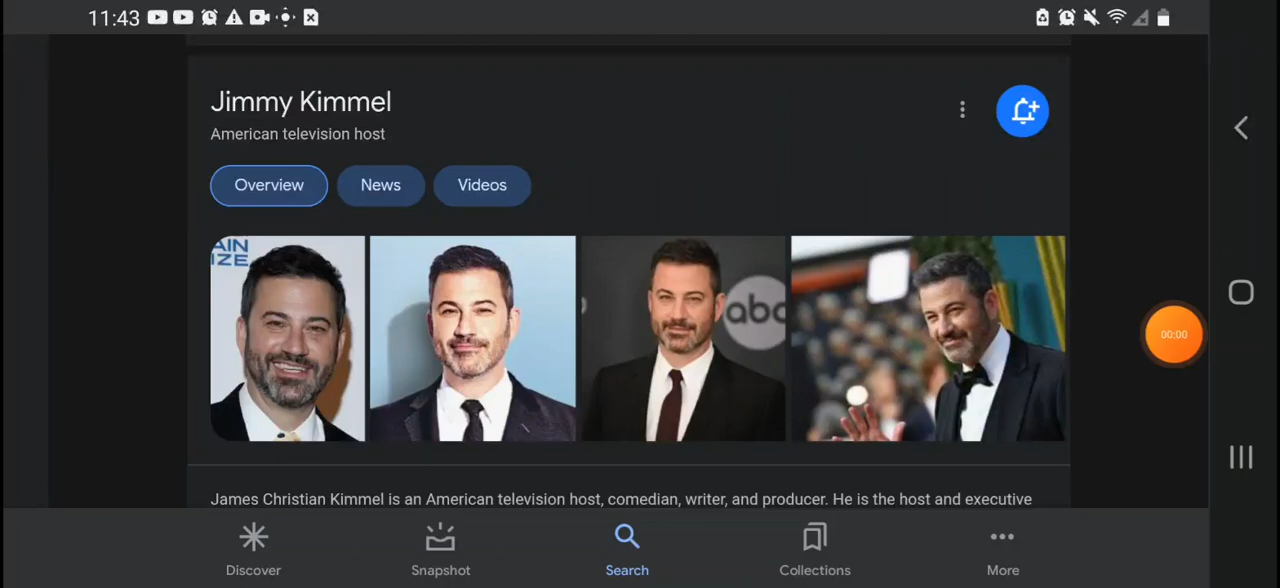 11:43
Jimmy Kimmel
American television host
Overview News Videos
AIN
IZE
abc
00:00
James Christian Kimmel is an American television host, comedian, writer, and producer. He is the host and executive
Discover Snapshot Search Collections More